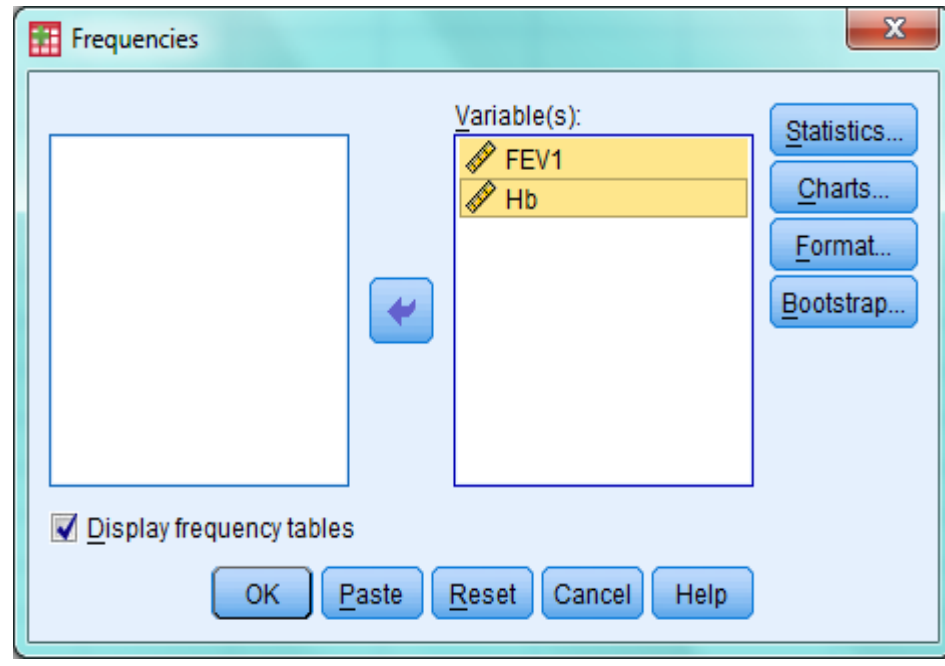 Frequencies
X
Variable(s):
FEV1
Hb
Statistics...
Charts...
Format...
Bootstrap...
Display frequency tables
OK Paste Reset Cancel Help